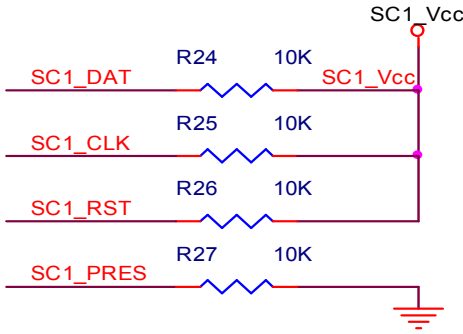 SC1_Vcc
R24 10K
SC1_DAT SC1_Vcc
R25 10K
SC1_CLK
R26 10K
SC1_RST
R27 10K
SC1_PRES